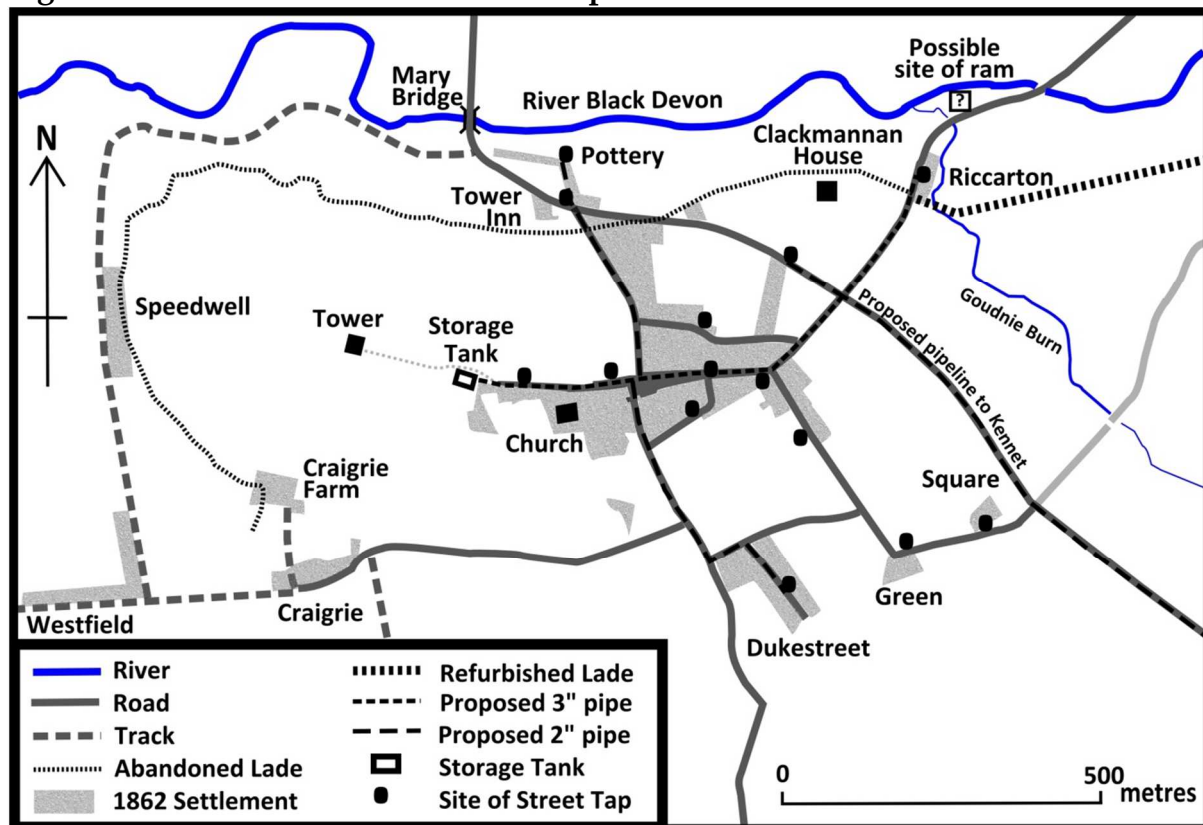 Possible
site of ram
?
Mary
Bridge
River Black Devon
Clackmannan
House
N
Pottery
Riccarton
Tower
Inn
Speedwell
Tower
Storage
Tank
Proposed pipeline to Kennet
Goudnie Burn
Church
Craigrie
Farm
Square
Craigrie
Green
Westfield
Dukestreet
River
Road
Track
Abandoned Lade
1862 Settlement
Refurbished Lade
Proposed 3" pipe
Proposed 2" pipe
Storage Tank
Site of Street Tap
0
500
metres